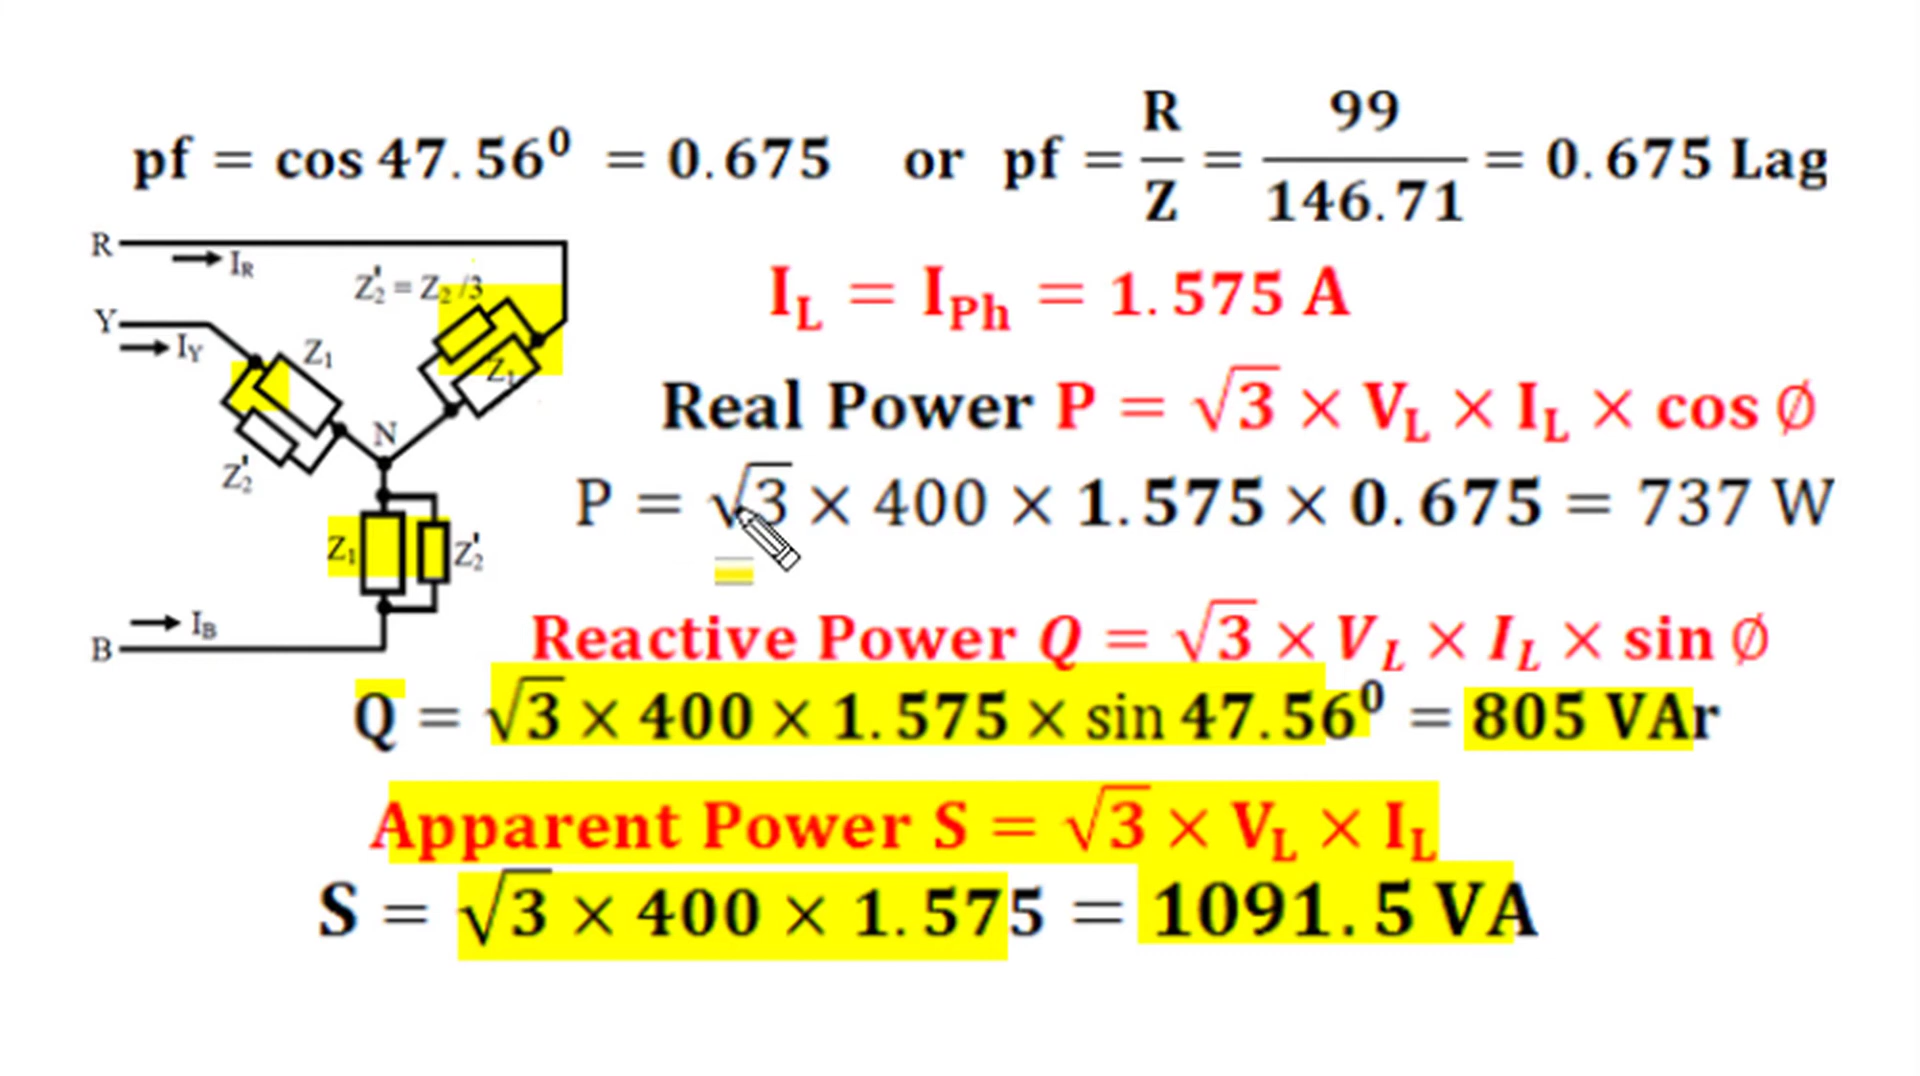 pf = cos 47.56⁰ = 0.675 or pf = R/Z = 99/146.71 = 0.675 Lag
R
I_R
Z'₂ = Z₂/3
Y
I_Y
Z₁
Z₁
Z'₂
N
Z₁
Z'₂
I_B
B
I_L = I_Ph = 1.575 A
Real Power P = √3 × V_L × I_L × cos Ø
P = √3 × 400 × 1.575 × 0.675 = 737 W
Reactive Power Q = √3 × V_L × I_L × sin Ø
Q = √3 × 400 × 1.575 × sin 47.56⁰ = 805 VAr
Apparent Power S = √3 × V_L × I_L
S = √3 × 400 × 1.575 = 1091.5 VA